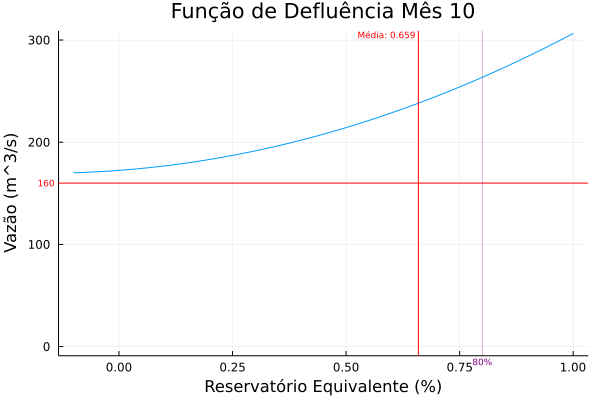 Função de Defluência Mês 10
Média: 0.659
300
200
160
100
0
Vazão (m^3/s)
0.00
0.25
0.50
0.75
80%
1.00
Reservatório Equivalente (%)